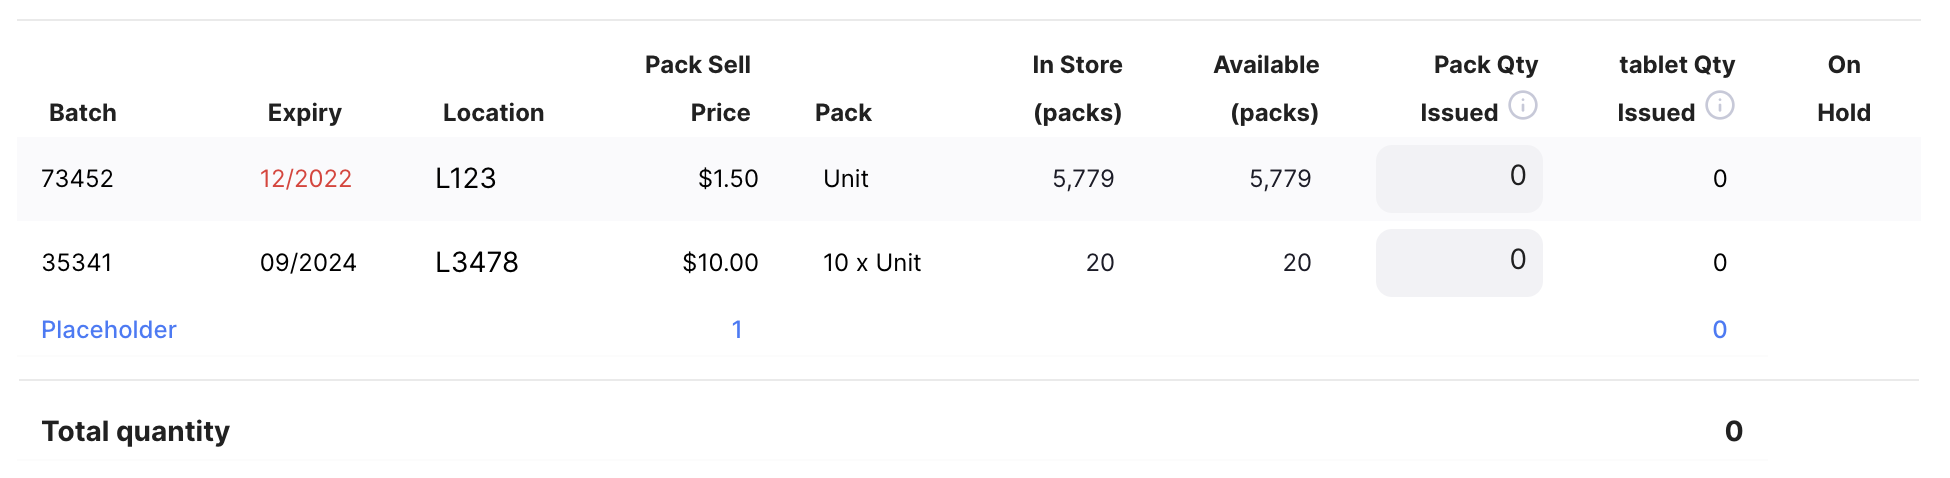 Pack Sell In Store Available Pack Qty tablet Qty On
Batch Expiry Location Price Pack (packs) (packs) Issued Issued Hold
73452 12/2022 L123 $1.50 Unit 5,779 5,779 0 0
35341 09/2024 L3478 $10.00 10 x Unit 20 20 0 0
Placeholder 1 0
Total quantity 0